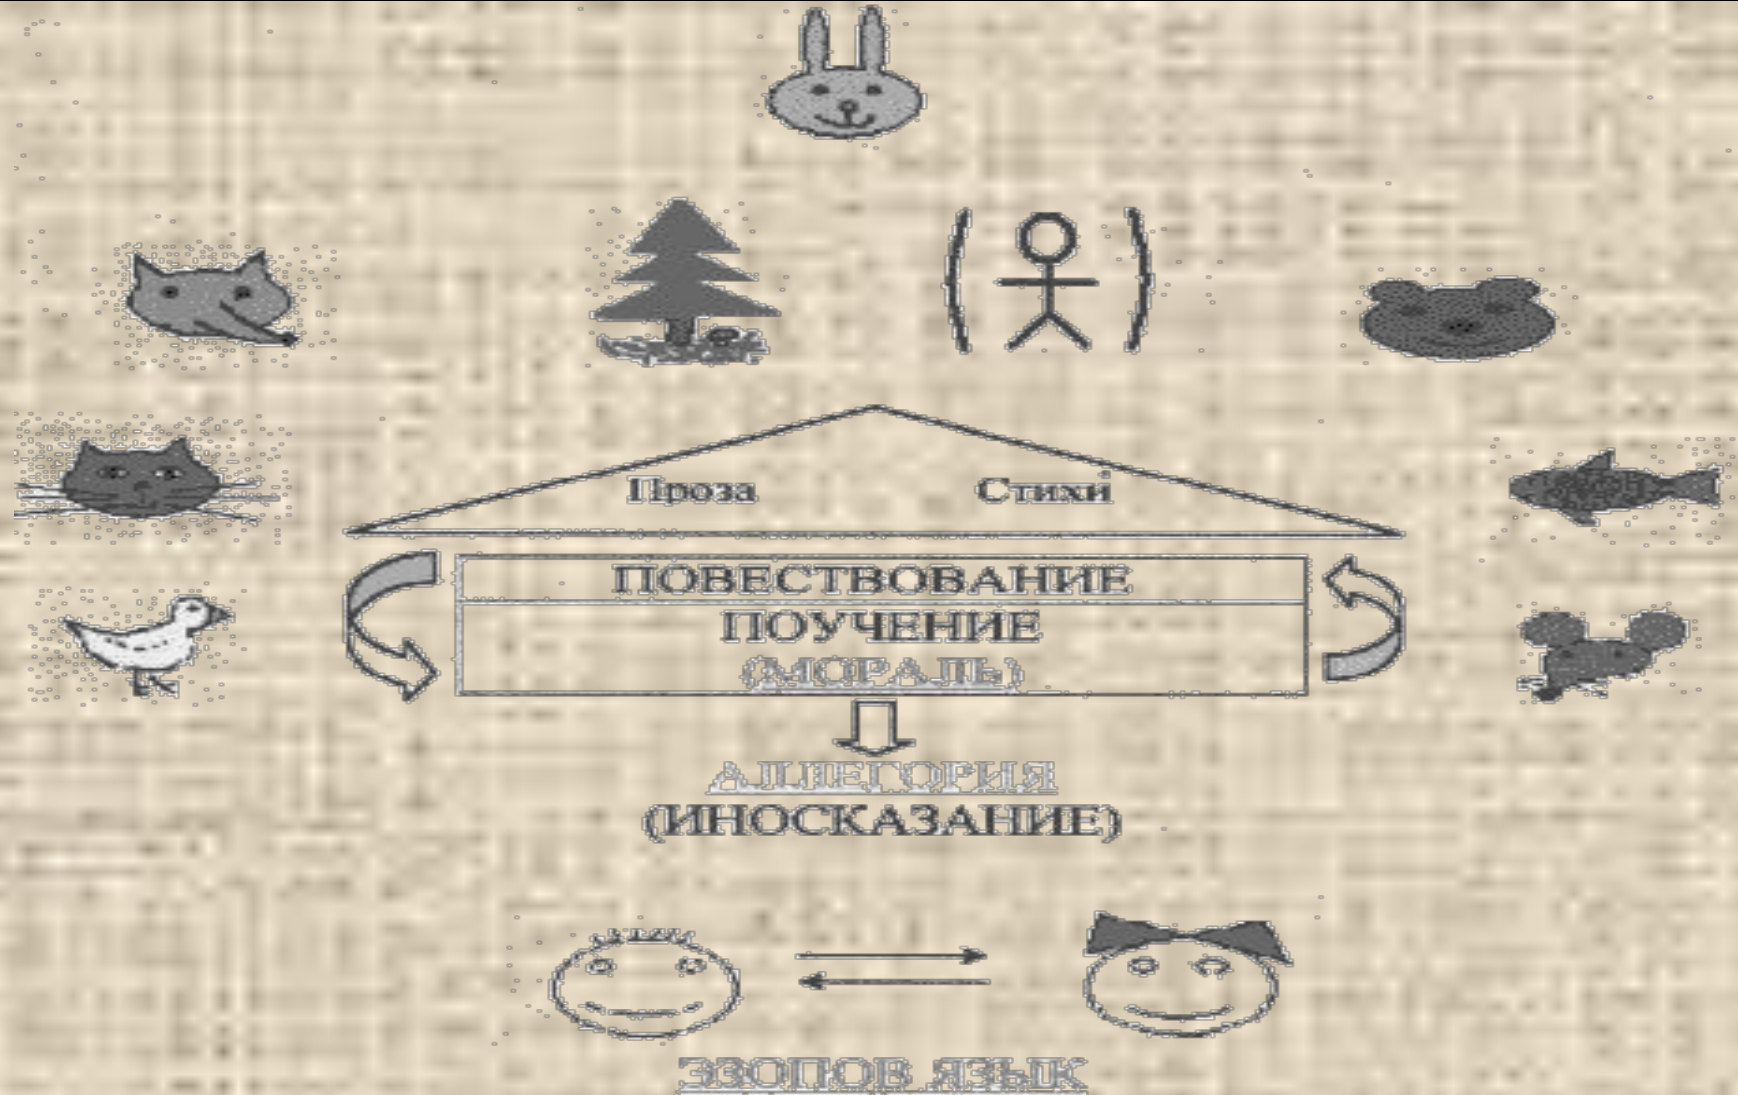 Проза Стихи
ПОВЕСТВОВАНИЕ
ПОУЧЕНИЕ
(МОРАЛЬ)
АЛЛЕГОРИЯ
(ИНОСКАЗАНИЕ)
ЭЗОПОВ ЯЗЫК